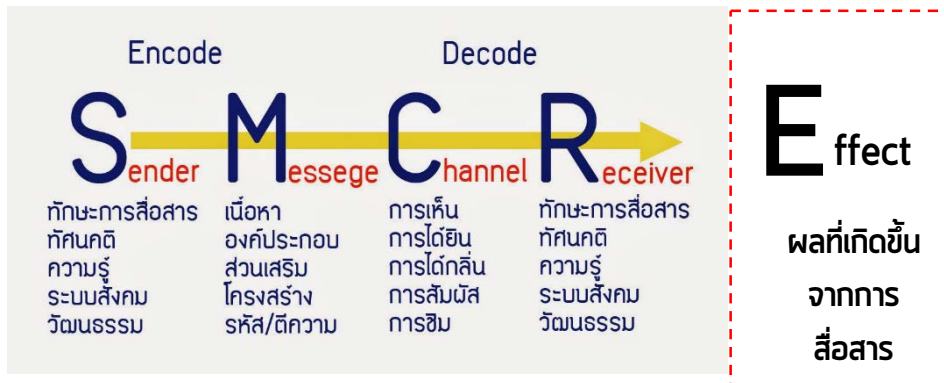 Encode Decode
Sender Messege Channel Receiver
ทักษะการสื่อสาร
ทัศนคติ
ความรู้
ระบบสังคม
วัฒนธรรม
เนื้อหา
องค์ประกอบ
ส่วนเสริม
โครงสร้าง
รหัส/ตีความ
การเห็น
การได้ยิน
การได้กลิ่น
การสัมผัส
การชิม
ทักษะการสื่อสาร
ทัศนคติ
ความรู้
ระบบสังคม
วัฒนธรรม
Effect
ผลที่เกิดขึ้น
จากการ
สื่อสาร